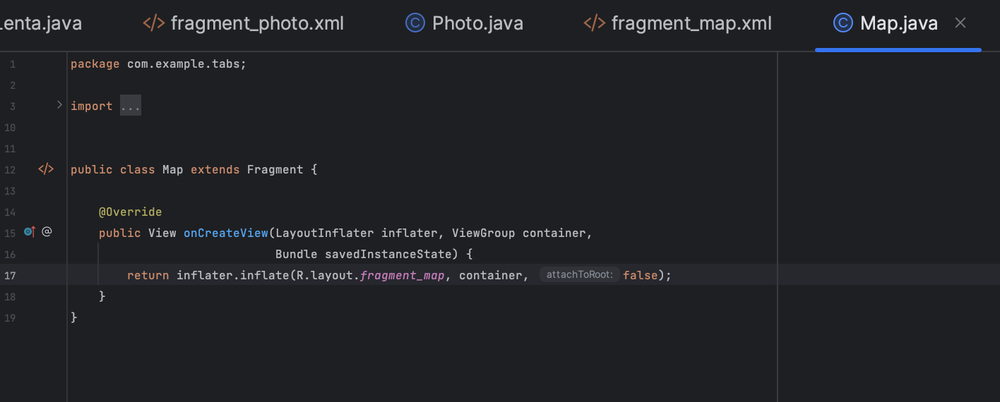 Lenta.java </> fragment_photo.xml C Photo.java </> fragment_map.xml C Map.java
1 package com.example.tabs;
2
3 import ...
10
11
12 </> public class Map extends Fragment {
13
14 @Override
15 @ public View onCreateView(LayoutInflater inflater, ViewGroup container,
16 Bundle savedInstanceState) {
17 return inflater.inflate(R.layout.fragment_map, container, attachToRoot: false);
18 }
19 }